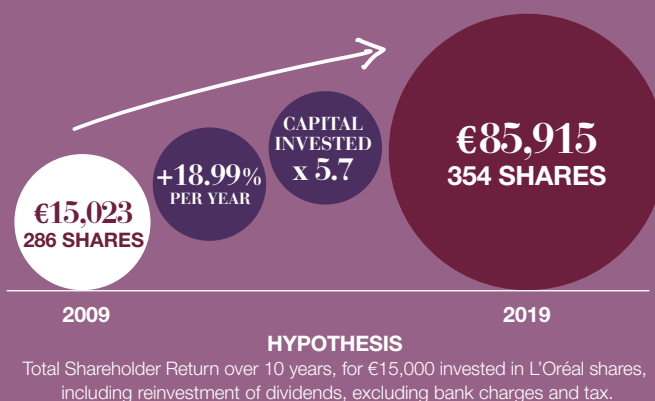 €15,023
286 SHARES
+18.99%
PER YEAR
CAPITAL
INVESTED
x 5.7
€85,915
354 SHARES
2009
2019
HYPOTHESIS
Total Shareholder Return over 10 years, for €15,000 invested in L’Oréal shares,
including reinvestment of dividends, excluding bank charges and tax.